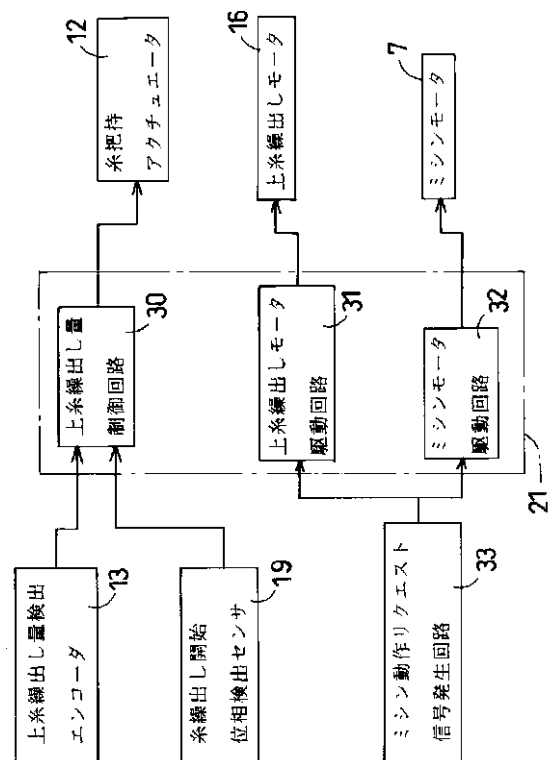 上糸繰出し量検出
エンコーダ
13
糸繰出し開始
位相検出センサ
19
ミシン動作リクエスト
信号発生回路
33
上糸繰出し量
制御回路
30
上糸繰出しモータ
駆動回路
31
ミシンモータ
駆動回路
32
21
糸把持
アクチュエータ
12
上糸繰出しモータ
16
ミシンモータ
7